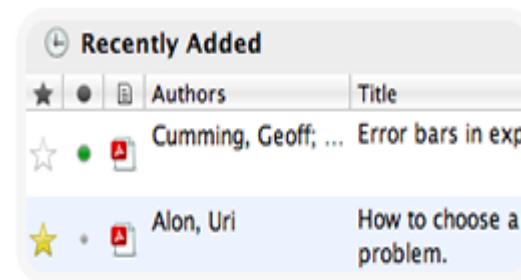 Recently Added
Authors Title
Cumming, Geoff; ... Error bars in exp
Alon, Uri How to choose a
problem.